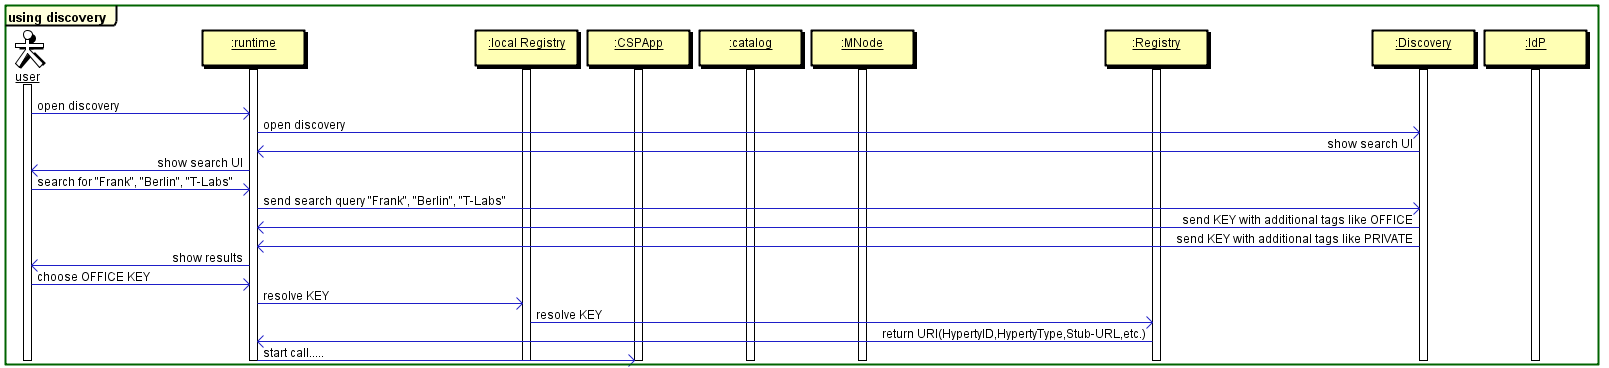 using discovery
user
:runtime
:local Registry
:CSPApp
:catalog
:MNode
:Registry
:Discovery
:IdP
open discovery
open discovery
show search UI
show search UI
search for "Frank", "Berlin", "T-Labs"
send search query "Frank", "Berlin", "T-Labs"
send KEY with additional tags like OFFICE
send KEY with additional tags like PRIVATE
show results
choose OFFICE KEY
resolve KEY
resolve KEY
return URI(HypertyID,HypertyType,Stub-URL,etc.)
start call.....